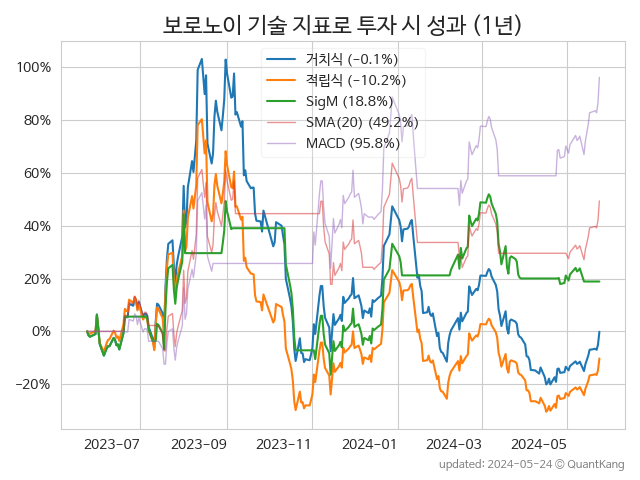 보로노이 기술 지표로 투자 시 성과 (1년)
거치식 (-0.1%)
적립식 (-10.2%)
SigM (18.8%)
SMA(20) (49.2%)
MACD (95.8%)
100%
80%
60%
40%
20%
0%
-20%
2023-07
2023-09
2023-11
2024-01
2024-03
2024-05
updated: 2024-05-24 © QuantKang